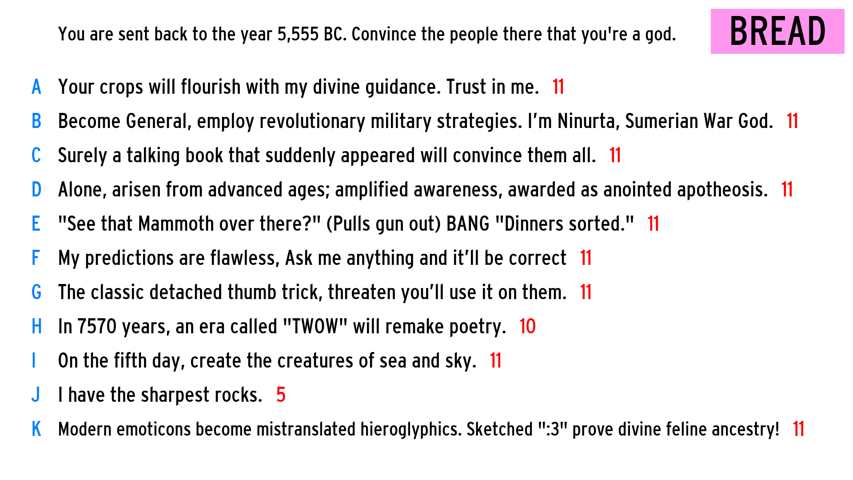 You are sent back to the year 5,555 BC. Convince the people there that you're a god.
BREAD
A Your crops will flourish with my divine guidance. Trust in me. 11
B Become General, employ revolutionary military strategies. I'm Ninurta, Sumerian War God. 11
C Surely a talking book that suddenly appeared will convince them all. 11
D Alone, arisen from advanced ages; amplified awareness, awarded as anointed apotheosis. 11
E "See that Mammoth over there?" (Pulls gun out) BANG "Dinners sorted." 11
F My predictions are flawless, Ask me anything and it'll be correct 11
G The classic detached thumb trick, threaten you'll use it on them. 11
H In 7570 years, an era called "TWOW" will remake poetry. 10
I On the fifth day, create the creatures of sea and sky. 11
J I have the sharpest rocks. 5
K Modern emoticons become mistranslated hieroglyphics. Sketched ":3" prove divine feline ancestry! 11